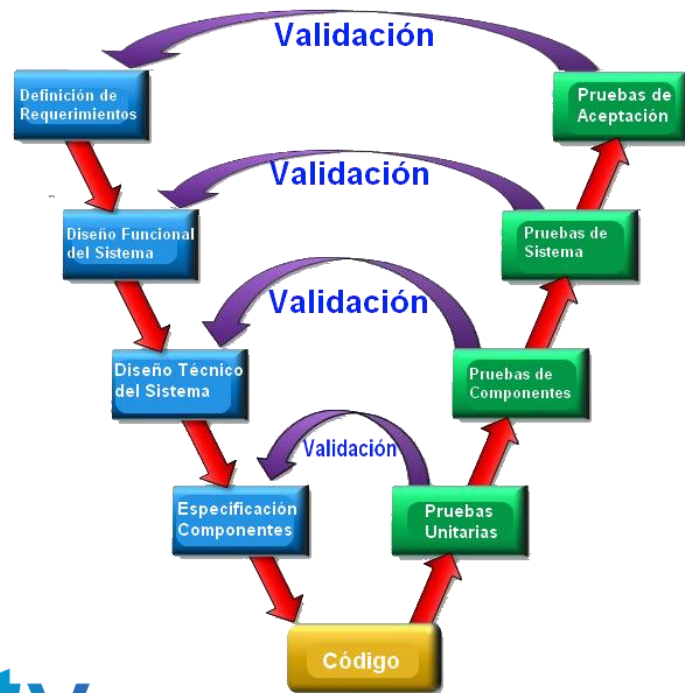 Validación
Definición de
Requerimientos
Pruebas de
Aceptación
Validación
Diseño Funcional
del Sistema
Pruebas de
Sistema
Validación
Diseño Técnico
del Sistema
Pruebas de
Componentes
Validación
Especificación
Componentes
Pruebas
Unitarias
Código